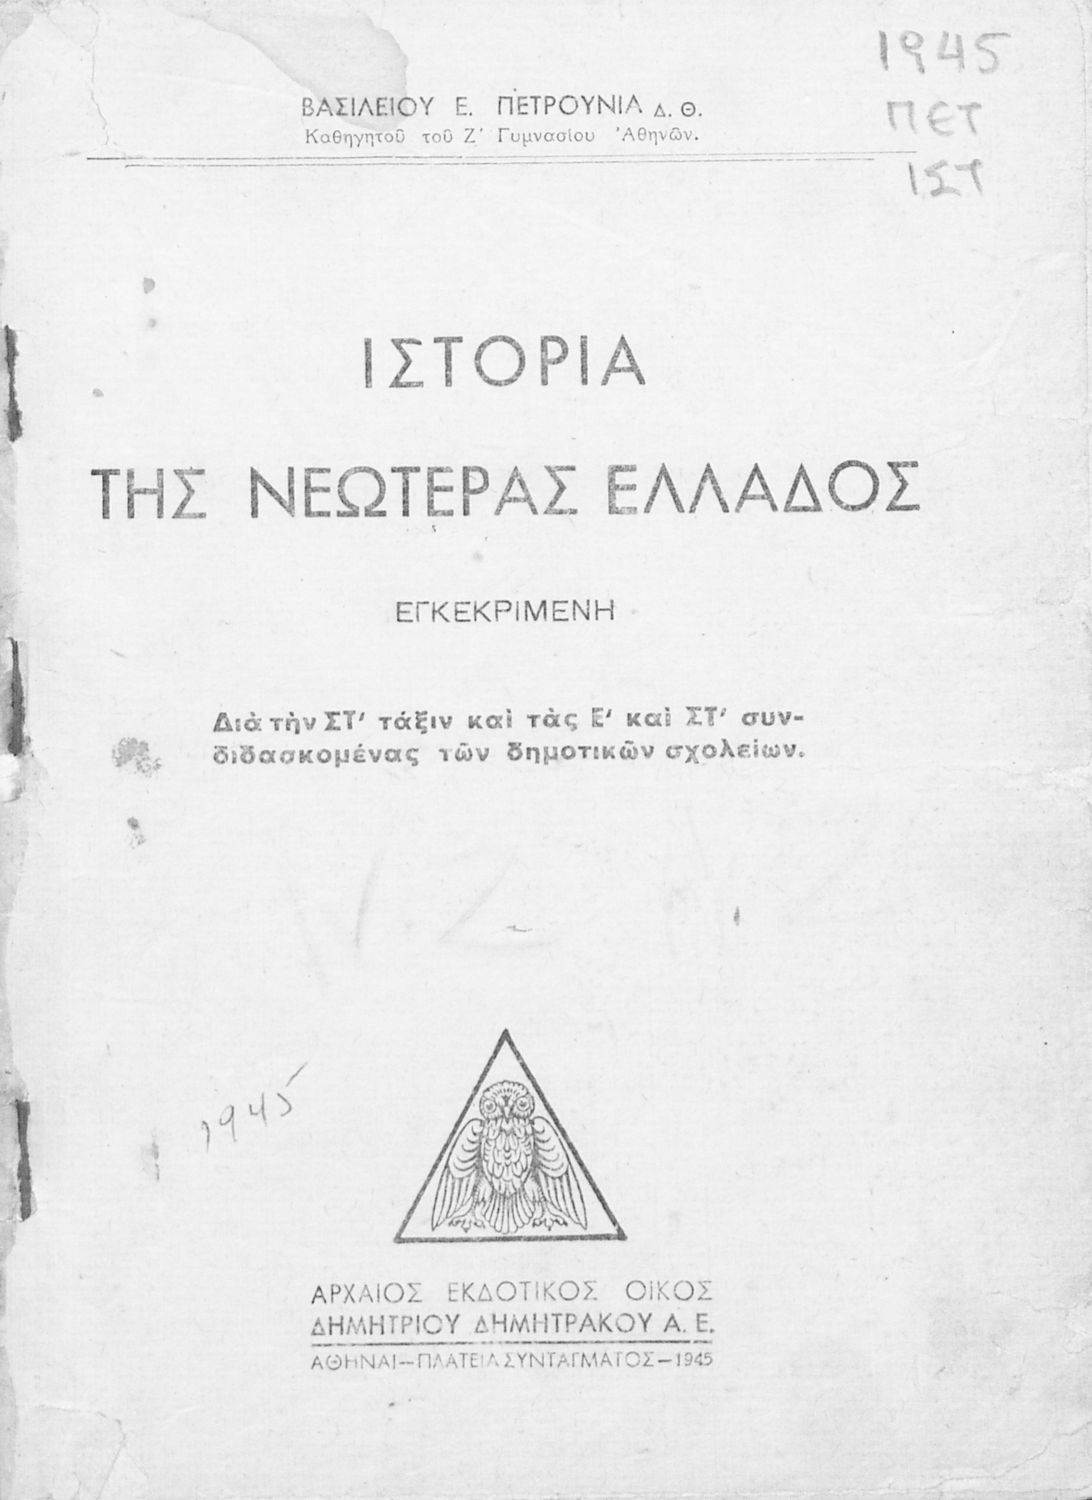 1945
ΠΕΤ
ΙΣΤ
ΒΑΣΙΛΕΙΟΥ Ε. ΠΕΤΡΟΥΝΙΑ Δ. Θ.
Καθηγητοῦ τοῦ Ζ' Γυμνασίου Ἀθηνῶν.
ΙΣΤΟΡΙΑ
ΤΗΣ ΝΕΩΤΕΡΑΣ ΕΛΛΑΔΟΣ
ΕΓΚΕΚΡΙΜΕΝΗ
Διὰ τὴν ΣΤ' τάξιν καὶ τὰς Ε' καὶ ΣΤ' συν-
διδασκομένας τῶν δημοτικῶν σχολείων.
1945
ΑΡΧΑΙΟΣ ΕΚΔΟΤΙΚΟΣ ΟΙΚΟΣ
ΔΗΜΗΤΡΙΟΥ ΔΗΜΗΤΡΑΚΟΥ Α. Ε.
ΑΘΗΝΑΙ—ΠΛΑΤΕΙΑ ΣΥΝΤΑΓΜΑΤΟΣ—1945